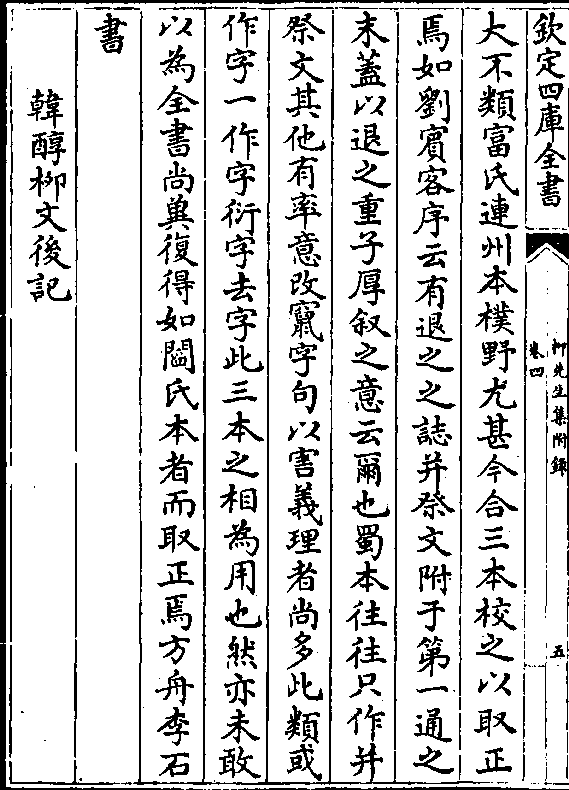 欽定四庫全書
柳先生集附錄
卷四
五
大不類富氏連州本樸野尤甚今合三本校之以取正
焉如劉賓客序云有退之之誌并祭文附于第一通之
末蓋以退之重子厚叙之意云爾也蜀本往往只作并
祭文其他有率意改竄字句以害義理者尚多此類或
作字一作字衍字去字此三本之相為用也然亦未敢
以為全書尚兾復得如閻氏本者而取正焉方舟李石
書
韓醇柳文後記